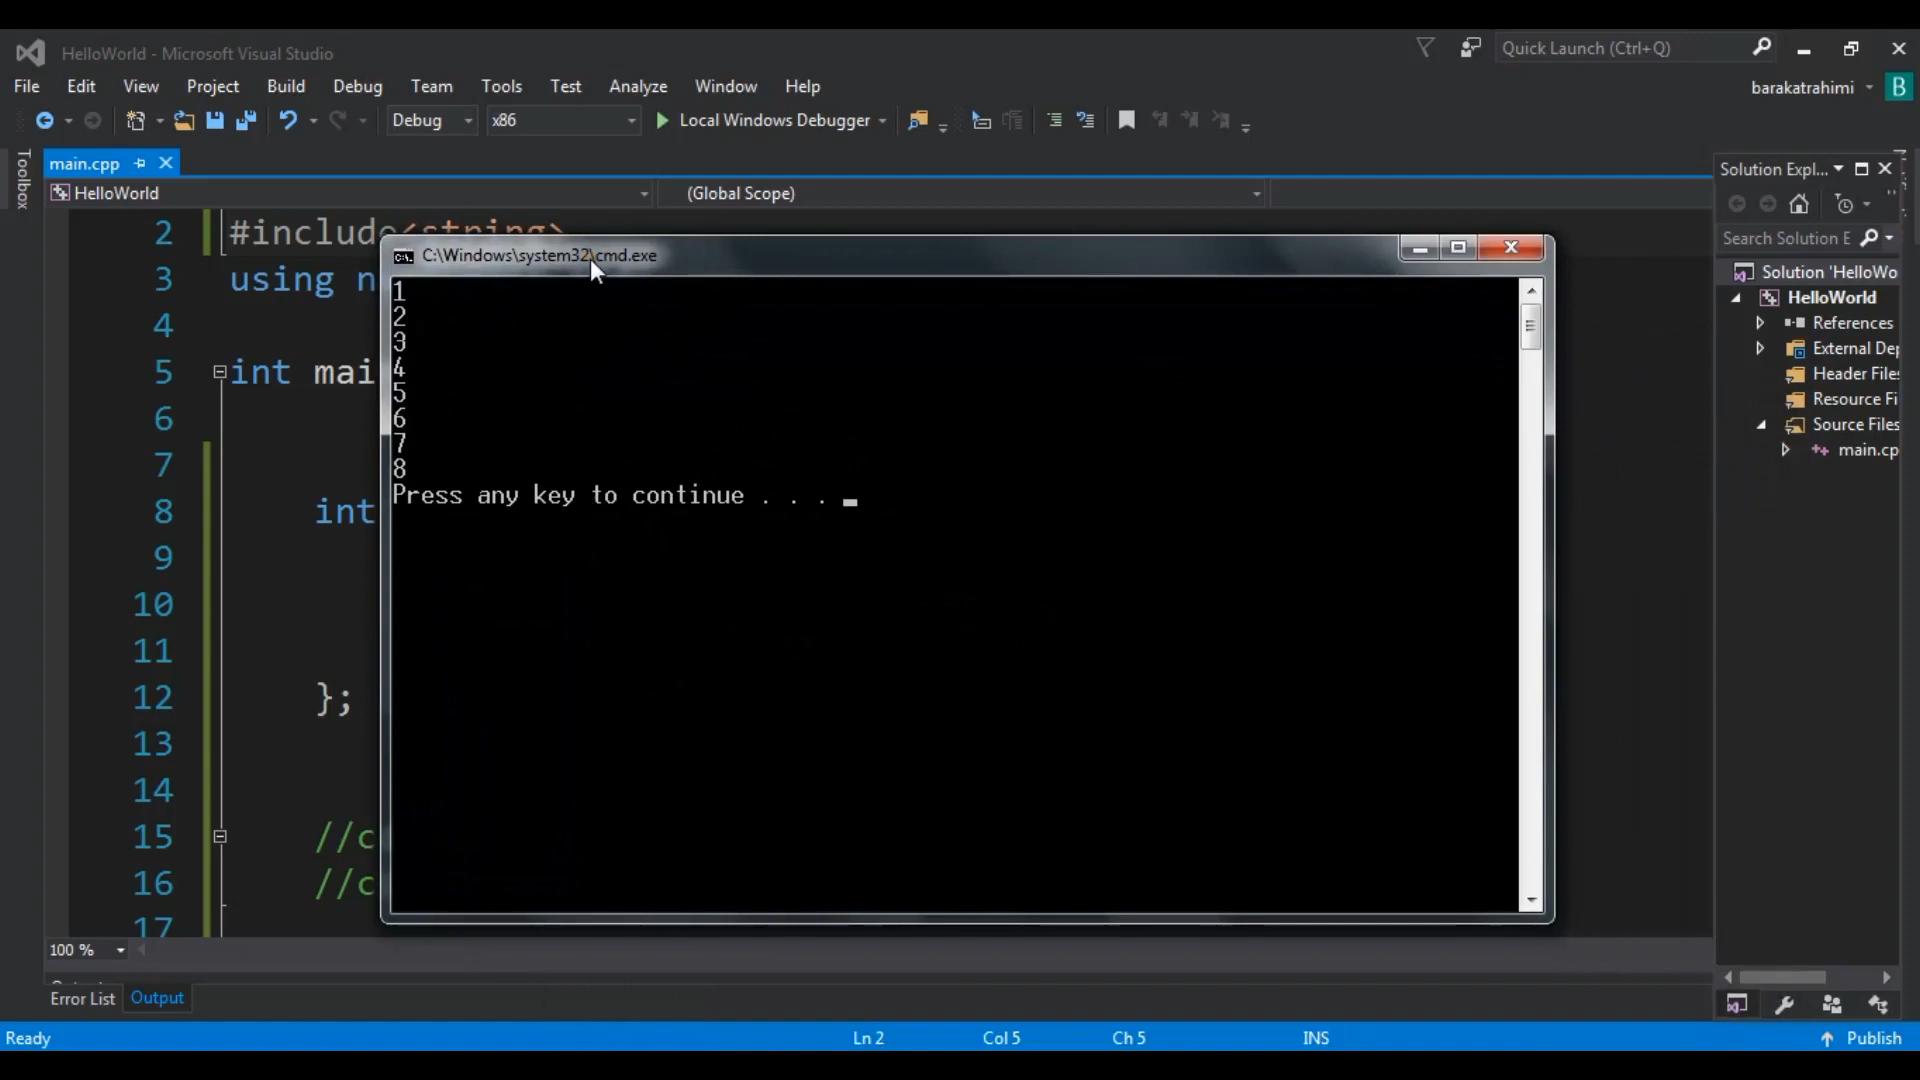 HelloWorld - Microsoft Visual Studio
Quick Launch (Ctrl+Q)
File Edit View Project Build Debug Team Tools Test Analyze Window Help
barakatrahimi
B
Debug
x86
Local Windows Debugger
Toolbox
main.cpp
HelloWorld
(Global Scope)
2 #include<string>
3 using n
4
5 int mai
6
7
8 int
9
10
11
12 };
13
14
15 //c
16 //c
17
C:\Windows\system32\cmd.exe
1
2
3
4
5
6
7
8
Press any key to continue . . .
Solution Expl...
Search Solution E
Solution 'HelloWo
HelloWorld
References
External Dep
Header Files
Resource Fi
Source Files
main.cp
100 %
Error List
Output
Ready
Ln 2
Col 5
Ch 5
INS
Publish